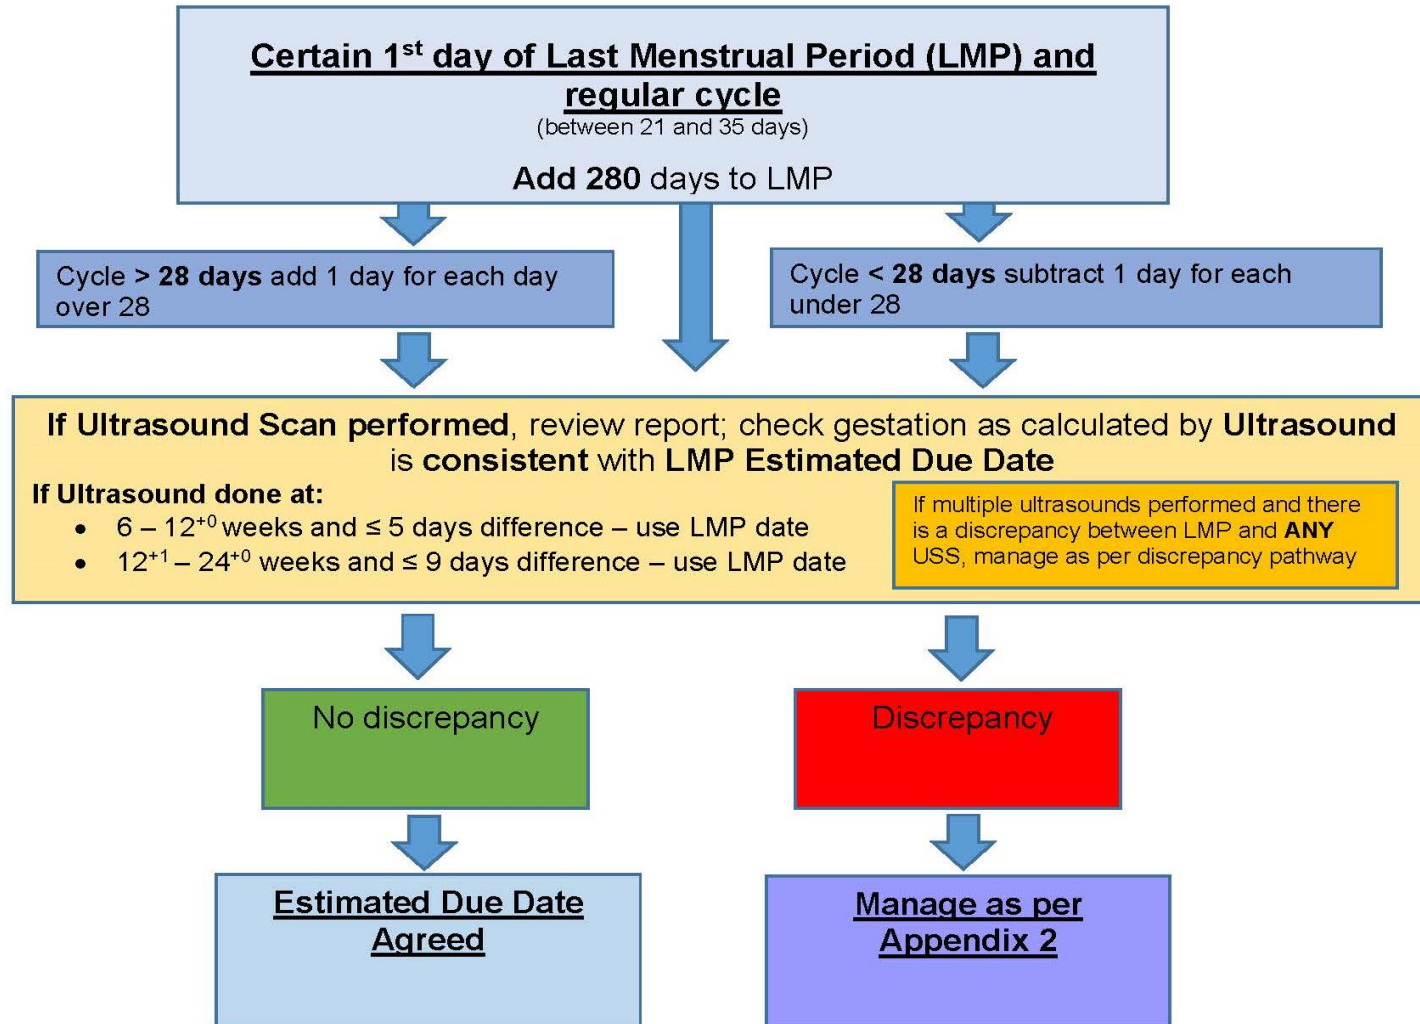 Certain 1st day of Last Menstrual Period (LMP) and
regular cycle
(between 21 and 35 days)
Add 280 days to LMP
Cycle > 28 days add 1 day for each day
over 28
Cycle < 28 days subtract 1 day for each
under 28
If Ultrasound Scan performed, review report; check gestation as calculated by Ultrasound
is consistent with LMP Estimated Due Date
If Ultrasound done at:
• 6 – 12+0 weeks and ≤ 5 days difference – use LMP date
• 12+1 – 24+0 weeks and ≤ 9 days difference – use LMP date
If multiple ultrasounds performed and there
is a discrepancy between LMP and ANY
USS, manage as per discrepancy pathway
No discrepancy
Discrepancy
Estimated Due Date
Agreed
Manage as per
Appendix 2